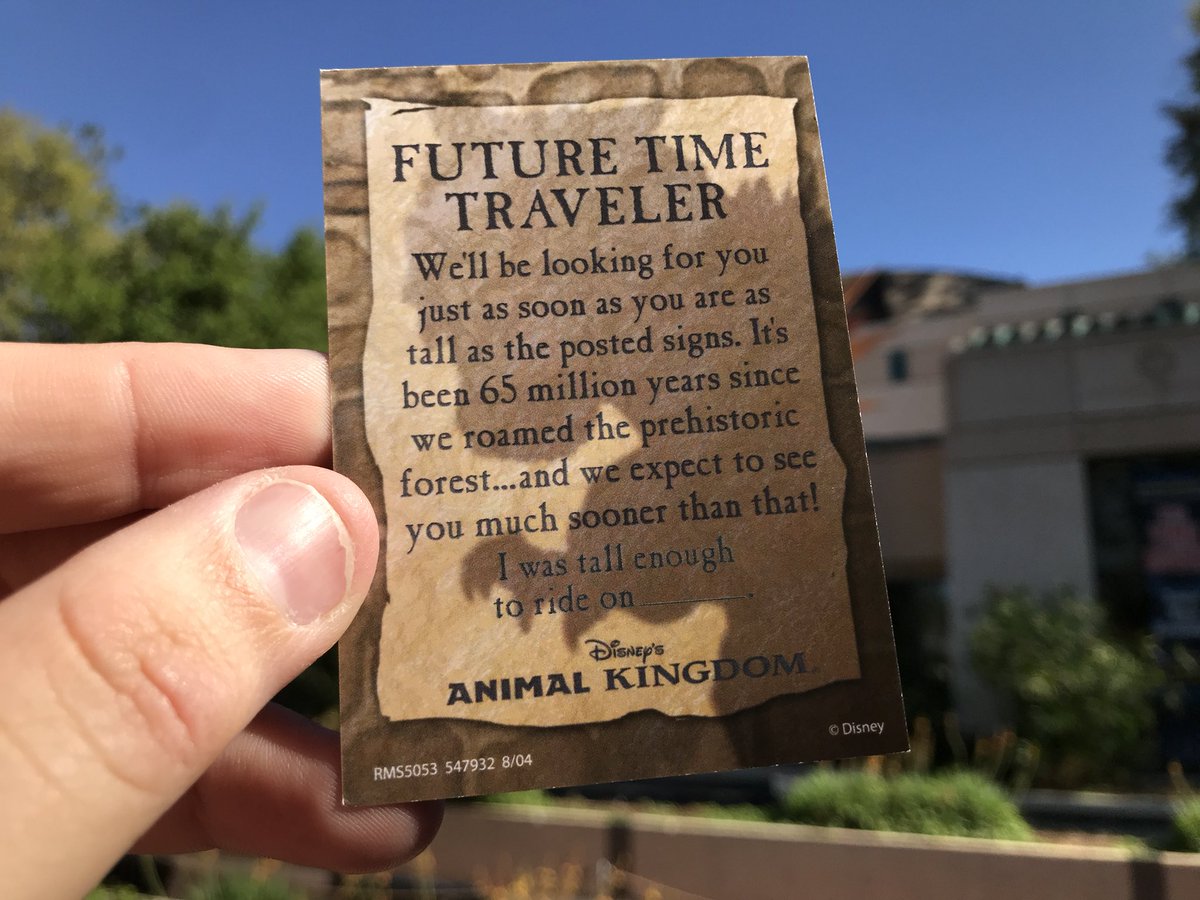 FUTURE TIME
TRAVELER
We'll be looking for you
just as soon as you are as
tall as the posted signs. It's
been 65 million years since
we roamed the prehistoric
forest...and we expect to see
you much sooner than that!
I was tall enough
to ride on________.
Disney's
ANIMAL KINGDOM®
© Disney
RMS5053 547932 8/04